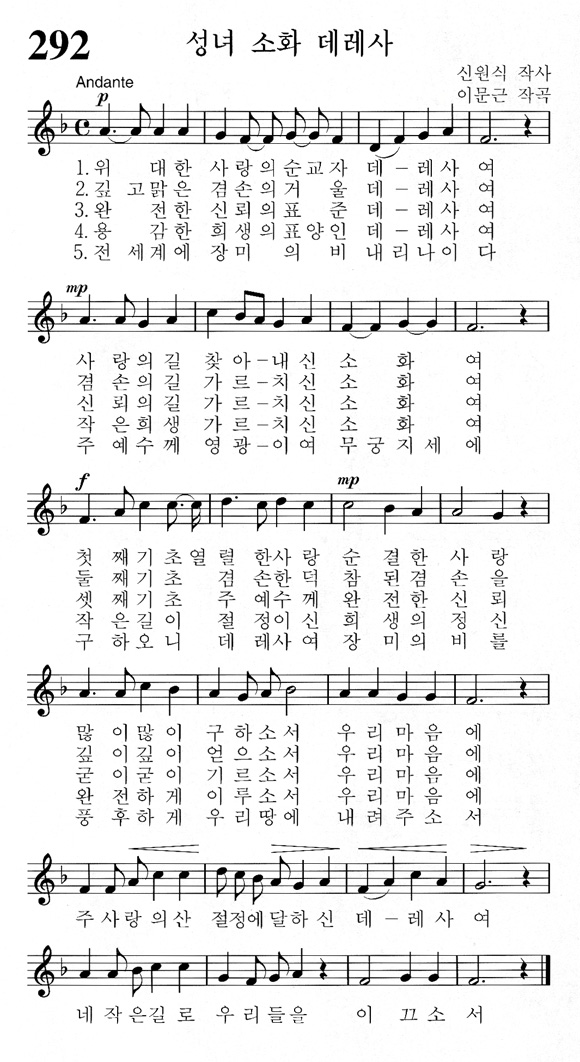 292 성녀 소화 데레사
신원식 작사
Andante
이문근 작곡
p
1. 위 대한 사랑의순교자 데-레사 여
2. 깊 고맑은 겸손의거 울 데-레사 여
3. 완 전한 신뢰의표 준 데-레사 여
4. 용 감한 희생의표양인 데-레사 여
5. 전 세계에 장미 의 비 내리나이 다
mp
사 랑의길 찾아-내신 소 화 여
겸 손의길 가르-치신 소 화 여
신 뢰의길 가르-치신 소 화 여
작 은희생 가르-치신 소 화 여
주 예수께 영광-이여 무궁지세 에
f mp
첫 째기초열 렬 한사랑 순 결한 사랑
둘 째기초 겸 손한덕 참 된겸 손을
셋 째기초 주 예수께 완 전한 신뢰
작 은길이 절 정이신 희 생의 정신
구 하오니 데 레사여 장 미의 비를
많 이많이 구하소서 우리마음 에
깊 이깊이 얻으소서 우리마음 에
굳 이굳이 기르소서 우리마음 에
완 전하게 이루소서 우리마음 에
풍 후하게 우리땅에 내려주소 서
주사랑의산 절정에달하신 데-레사 여
네작은길로 우리들을 이 끄소 서